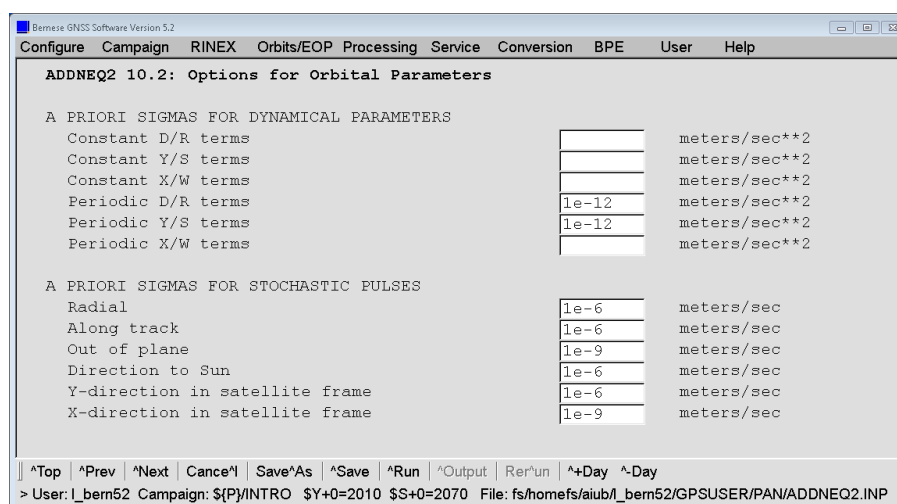 Bernese GNSS Software Version 5.2
Configure Campaign RINEX Orbits/EOP Processing Service Conversion BPE User Help
ADDNEQ2 10.2: Options for Orbital Parameters
A PRIORI SIGMAS FOR DYNAMICAL PARAMETERS
Constant D/R terms meters/sec**2
Constant Y/S terms meters/sec**2
Constant X/W terms meters/sec**2
Periodic D/R terms 1e-12 meters/sec**2
Periodic Y/S terms 1e-12 meters/sec**2
Periodic X/W terms meters/sec**2
A PRIORI SIGMAS FOR STOCHASTIC PULSES
Radial 1e-6 meters/sec
Along track 1e-6 meters/sec
Out of plane 1e-9 meters/sec
Direction to Sun 1e-6 meters/sec
Y-direction in satellite frame 1e-6 meters/sec
X-direction in satellite frame 1e-9 meters/sec
^Top ^Prev ^Next Cance^l Save^As ^Save ^Run ^Output Rer^un ^+Day ^-Day
> User: l_bern52 Campaign: ${P}/INTRO $Y+0=2010 $S+0=2070 File: fs/homefs/aiub/l_bern52/GPSUSER/PAN/ADDNEQ2.INP